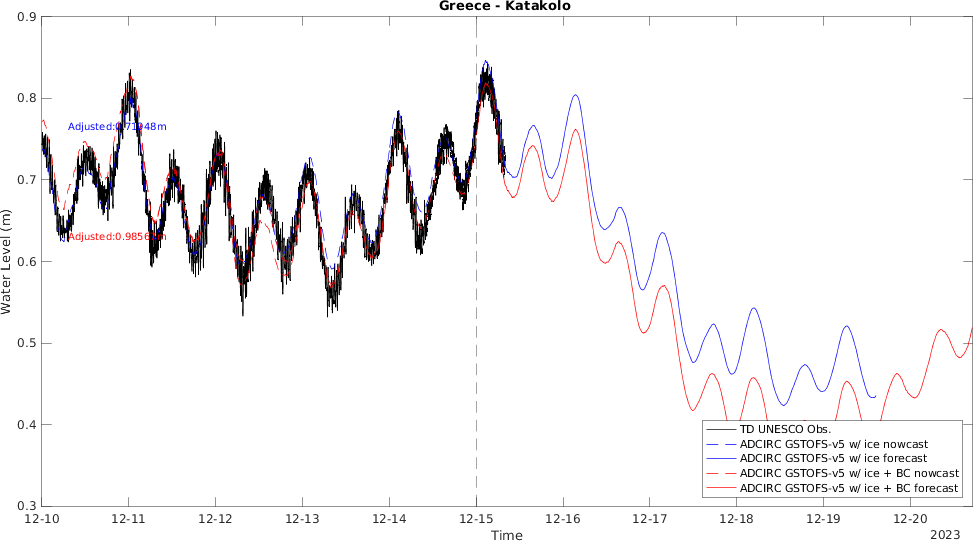 Greece - Katakolo
0.9
0.8
0.7
0.6
0.5
0.4
0.3
Water Level (m)
TD UNESCO Obs.
ADCIRC GSTOFS-v5 w/ ice nowcast
ADCIRC GSTOFS-v5 w/ ice forecast
ADCIRC GSTOFS-v5 w/ ice + BC nowcast
ADCIRC GSTOFS-v5 w/ ice + BC forecast
12-10 12-11 12-12 12-13 12-14 12-15 12-16 12-17 12-18 12-19 12-20
Time
2023